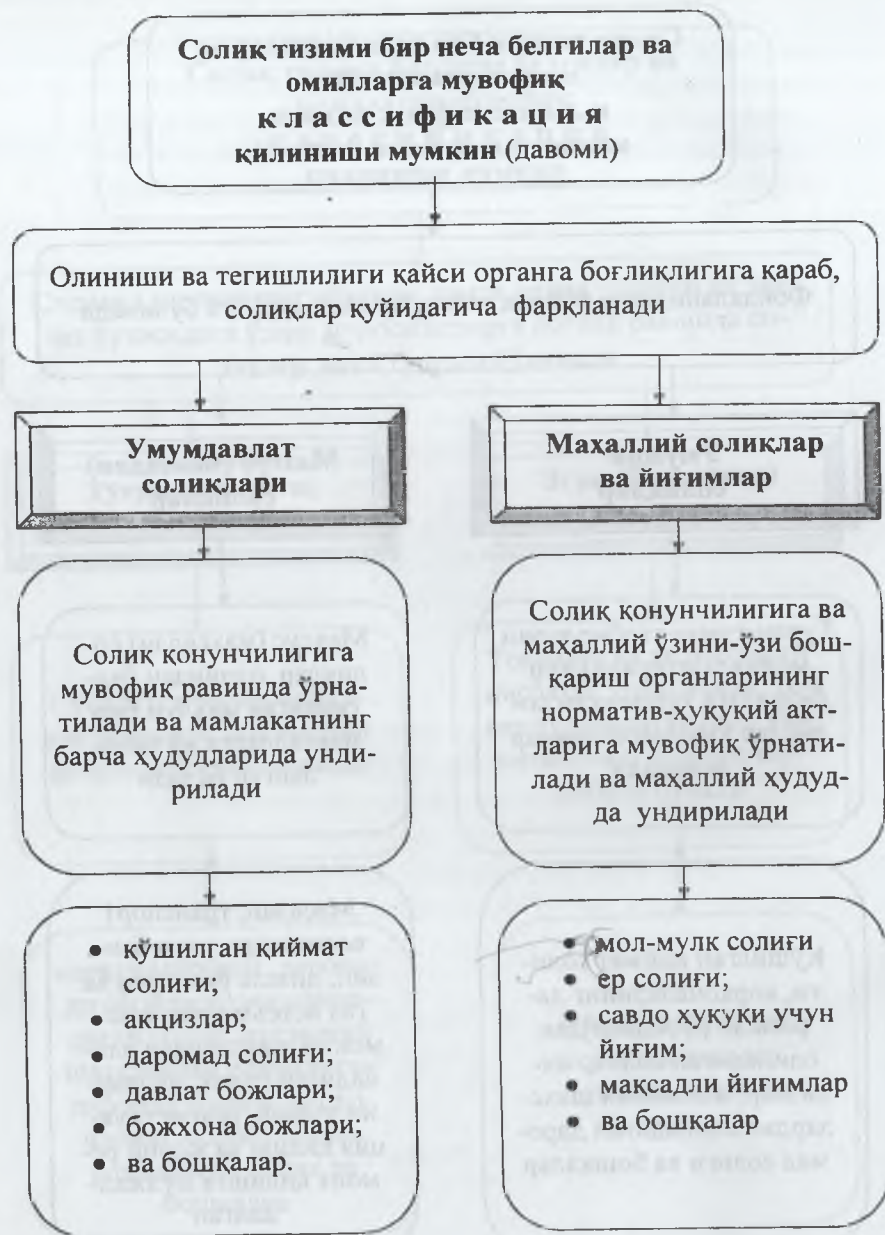 Солиқ тизими бир неча белгилар ва
омилларга мувофиқ
к л а с с и ф и к а ц и я
қилиниши мумкин (давоми)
Олиниши ва тегишлилиги қайси органга боғлиқлигига қараб,
солиқлар қуйидагича фарқланади
Умумдавлат
солиқлари
Солиқ қонунчилигига
мувофиқ равишда ўрна-
тилади ва мамлакатнинг
барча ҳудудларида унди-
рилади
• қўшилган қиймат
солиғи;
• акцизлар;
• даромад солиғи;
• давлат божлари;
• божхона божлари;
• ва бошқалар.
Маҳаллий солиқлар
ва йиғимлар
Солиқ қонунчилигига ва
маҳаллий ўзини-ўзи бош-
қариш органларининг
норматив-ҳуқуқий акт-
ларига мувофиқ ўрнати-
лади ва маҳаллий ҳудуд-
да ундирилади
• мол-мулк солиғи
• ер солиғи;
• савдо ҳуқуқи учун
йиғим;
• мақсадли йиғимлар
• ва бошқалар